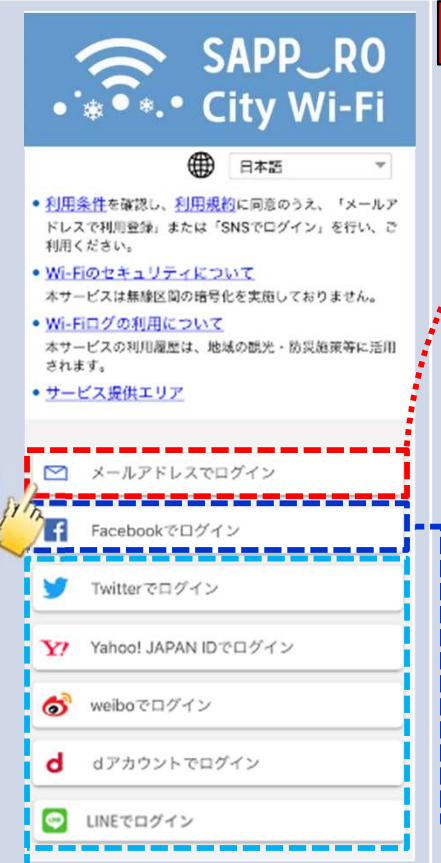 SAPP_RO
City Wi-Fi
日本語
利用条件を確認し、利用規約に同意のうえ、「メールア
ドレスで利用登録」または「SNSでログイン」を行い、ご
利用ください。
Wi-Fiのセキュリティについて
本サービスは無線区間の暗号化を実施しておりません。
Wi-Fiログの利用について
本サービスの利用履歴は、地域の観光・防災施策等に活用
されます。
サービス提供エリア
メールアドレスでログイン
Facebookでログイン
Twitterでログイン
Y! Yahoo! JAPAN IDでログイン
weiboでログイン
d dアカウントでログイン
LINE LINEでログイン